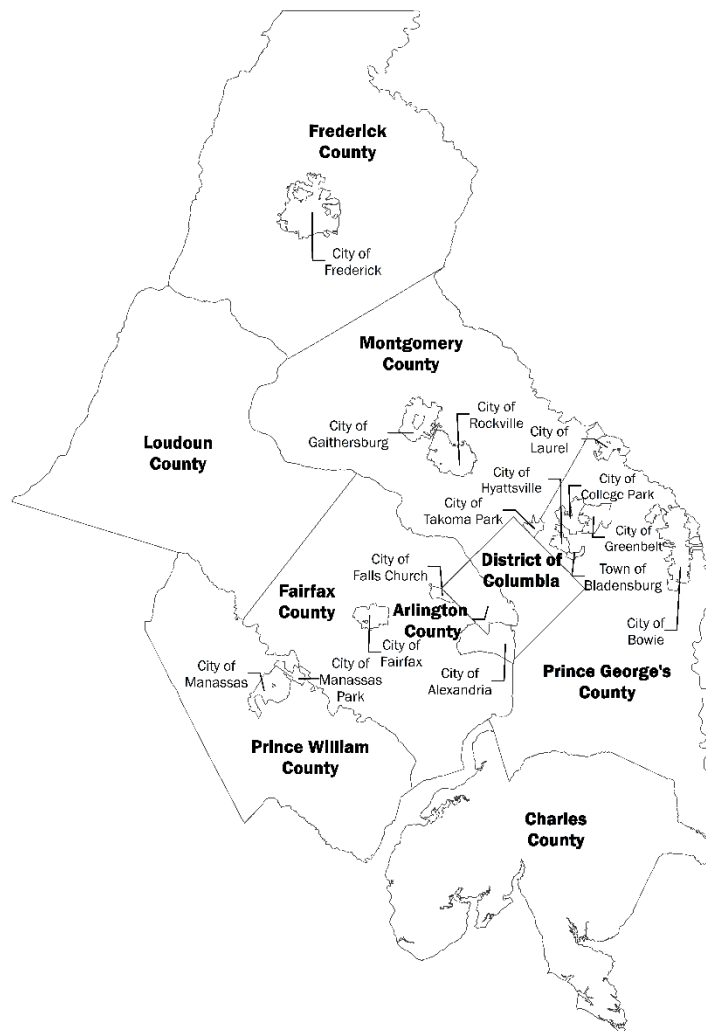 Frederick
County
City of
Frederick
Montgomery
County
City of
Gaithersburg
City of
Rockville
City of
Laurel
Loudoun
County
City of
Hyattsville
City of
College Park
City of
Takoma Park
City of
Greenbelt
District of
Columbia
City of
Falls Church
Town of
Bladensburg
Fairfax
County
Arlington
County
City of
Bowie
City of
Fairfax
City of
Manassas
City of
Manassas
Park
City of
Alexandria
Prince George's
County
Prince William
County
Charles
County